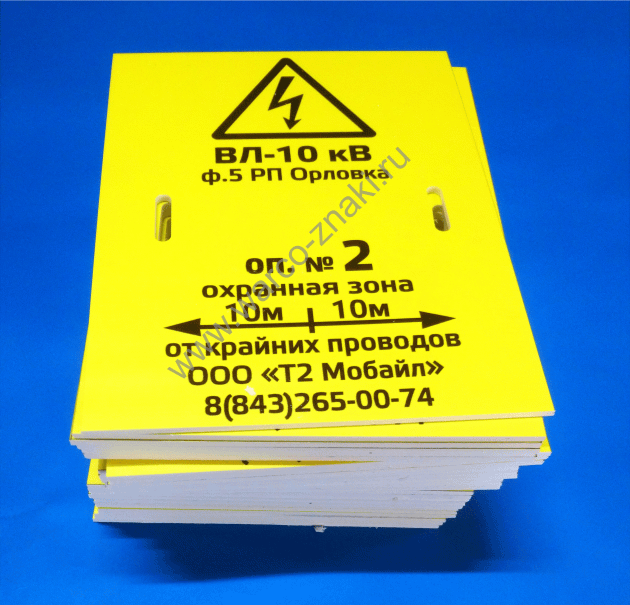 ВЛ-10 кВ
ф.5 РП Орловка
оп. № 2
охранная зона
10м 10м
от крайних проводов
ООО «Т2 Мобайл»
8(843)265-00-74
www.warco-znaki.ru